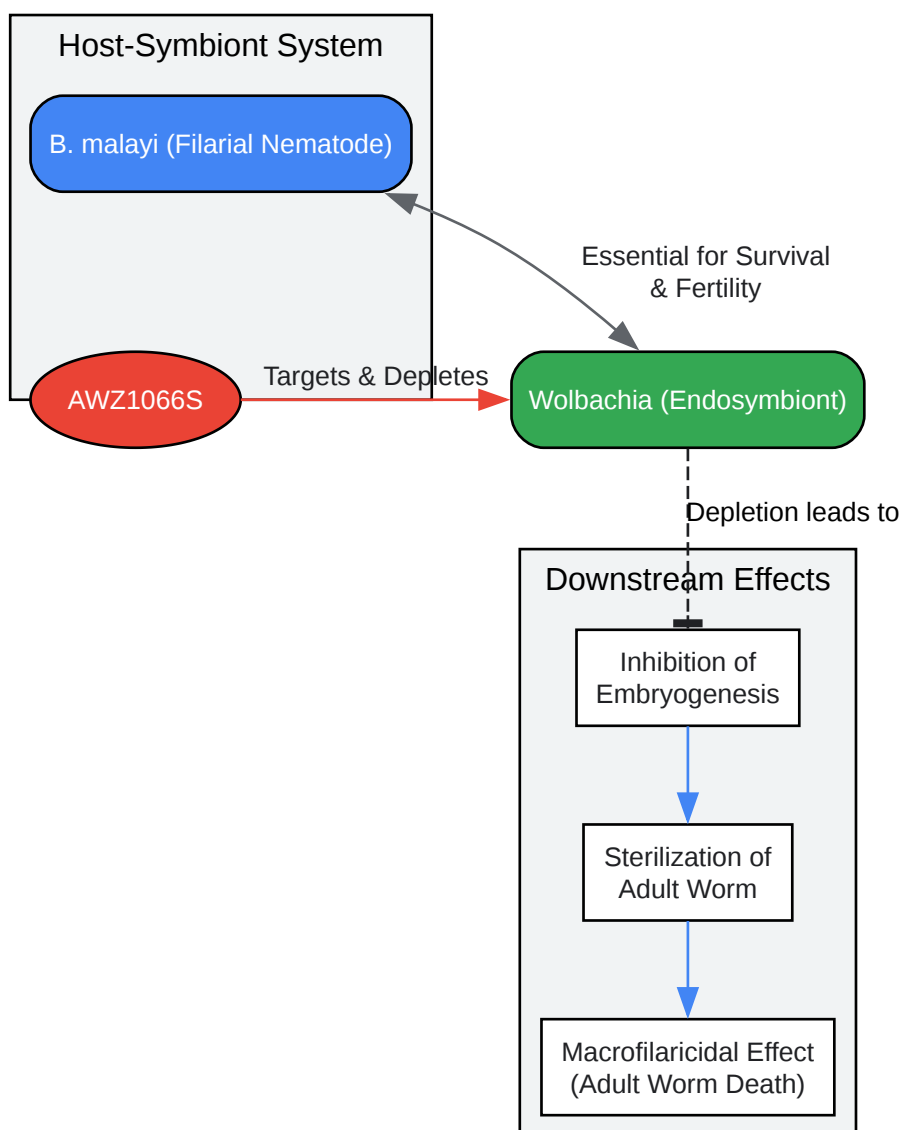 Host-Symbiont System
B. malayi (Filarial Nematode)
Essential for Survival
& Fertility
AWZ1066S
Targets & Depletes
Wolbachia (Endosymbiont)
Depletion leads to
Downstream Effects
Inhibition of
Embryogenesis
Sterilization of
Adult Worm
Macrofilaricidal Effect
(Adult Worm Death)